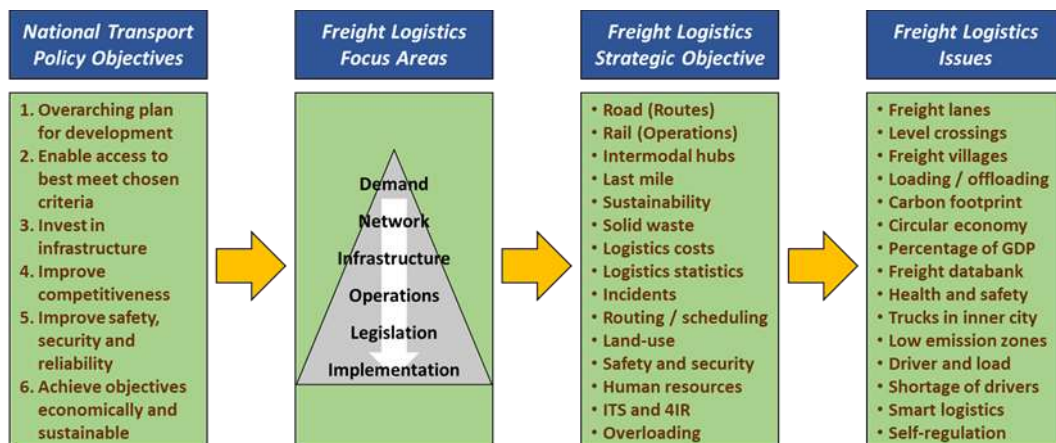 National Transport
Policy Objectives
1. Overarching plan
for development
2. Enable access to
best meet chosen
criteria
3. Invest in
infrastructure
4. Improve
competitiveness
5. Improve safety,
security and
reliability
6. Achieve objectives
economically and
sustainable
Freight Logistics
Focus Areas
Demand
Network
Infrastructure
Operations
Legislation
Implementation
Freight Logistics
Strategic Objective
• Road (Routes)
• Rail (Operations)
• Intermodal hubs
• Last mile
• Sustainability
• Solid waste
• Logistics costs
• Logistics statistics
• Incidents
• Routing / scheduling
• Land-use
• Safety and security
• Human resources
• ITS and 4IR
• Overloading
Freight Logistics
Issues
• Freight lanes
• Level crossings
• Freight villages
• Loading / offloading
• Carbon footprint
• Circular economy
• Percentage of GDP
• Freight databank
• Health and safety
• Trucks in inner city
• Low emission zones
• Driver and load
• Shortage of drivers
• Smart logistics
• Self-regulation